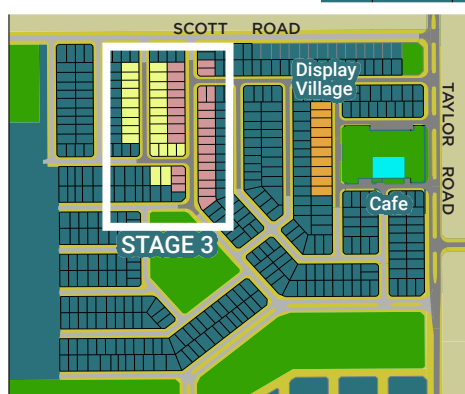 SCOTT ROAD
Display
Village
TAYLOR ROAD
Cafe
STAGE 3